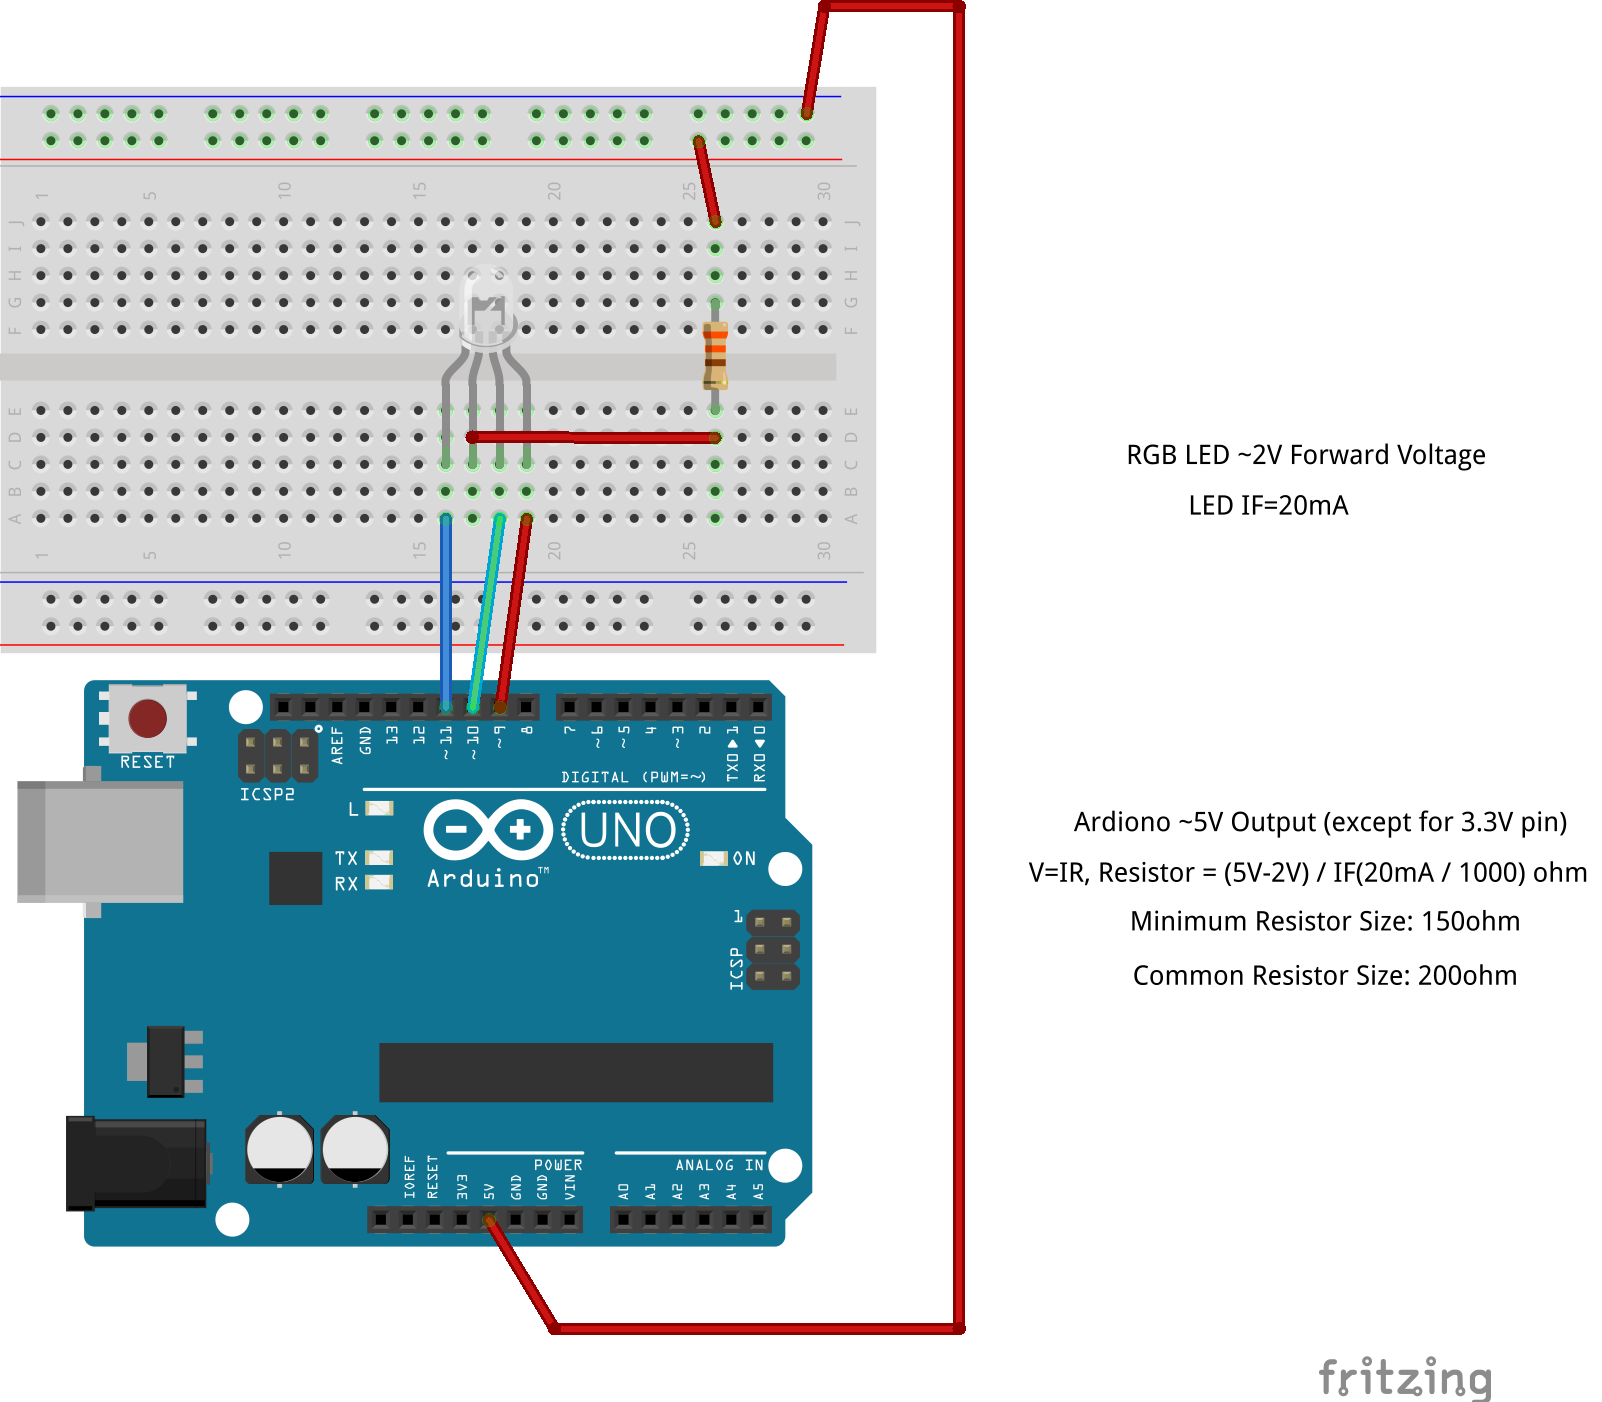 1 5 10 15 20 25 30
J J
I I
H H
G G
F F
E E
D D
C C
B B
A A
1 5 10 15 20 25 30
RGB LED ~2V Forward Voltage
LED IF=20mA
RESET
ICSP2
AREF GND 13 12 ~11 ~10 ~9 8 7 ~6 ~5 4 ~3 2 TX0▶1 RX0◀0
DIGITAL (PWM=~)
L
TX
RX
UNO
Arduino™
ON
1
ICSP
Ardiono ~5V Output (except for 3.3V pin)
V=IR, Resistor = (5V-2V) / IF(20mA / 1000) ohm
Minimum Resistor Size: 150ohm
Common Resistor Size: 200ohm
POWER ANALOG IN
IOREF RESET 3V3 5V GND GND VIN A0 A1 A2 A3 A4 A5
fritzing